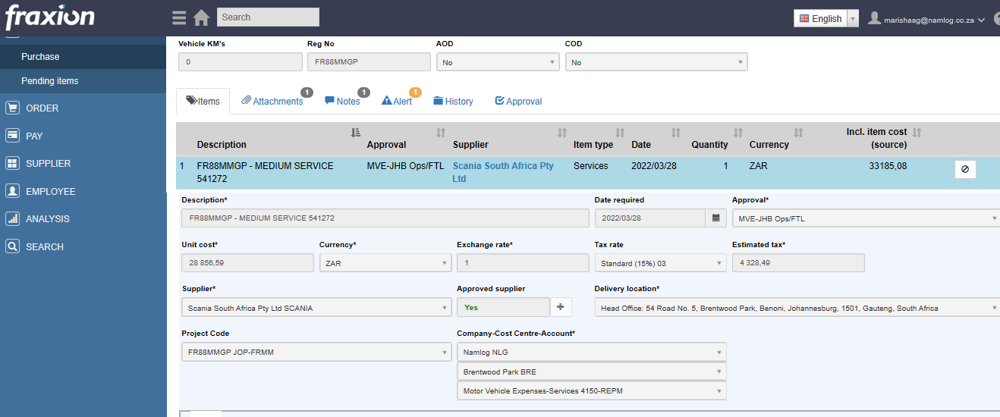 fraxion
Search
English
marishaag@namlog.co.za
Purchase
Pending items
ORDER
PAY
SUPPLIER
EMPLOYEE
ANALYSIS
SEARCH
Vehicle KM's Reg No AOD COD
0 FR88MMGP No No
Items Attachments 1 Notes 1 Alert 1 History Approval
Description Approval Supplier Item type Date Quantity Currency Incl. item cost
(source)
1 FR88MMGP - MEDIUM SERVICE MVE-JHB Ops/FTL Scania South Africa Pty Services 2022/03/28 1 ZAR 33185,08
541272 Ltd
Description* Date required Approval*
FR88MMGP - MEDIUM SERVICE 541272 2022/03/28 MVE-JHB Ops/FTL
Unit cost* Currency* Exchange rate* Tax rate Estimated tax*
28 856,59 ZAR 1 Standard (15%) 03 4 328,49
Supplier* Approved supplier Delivery location*
Scania South Africa Pty Ltd SCANIA Yes + Head Office: 54 Road No. 5, Brentwood Park, Benoni, Johannesburg, 1501, Gauteng, South Africa
Project Code Company-Cost Centre-Account*
FR88MMGP JOP-FRMM Namlog NLG
Brentwood Park BRE
Motor Vehicle Expenses-Services 4150-REPM